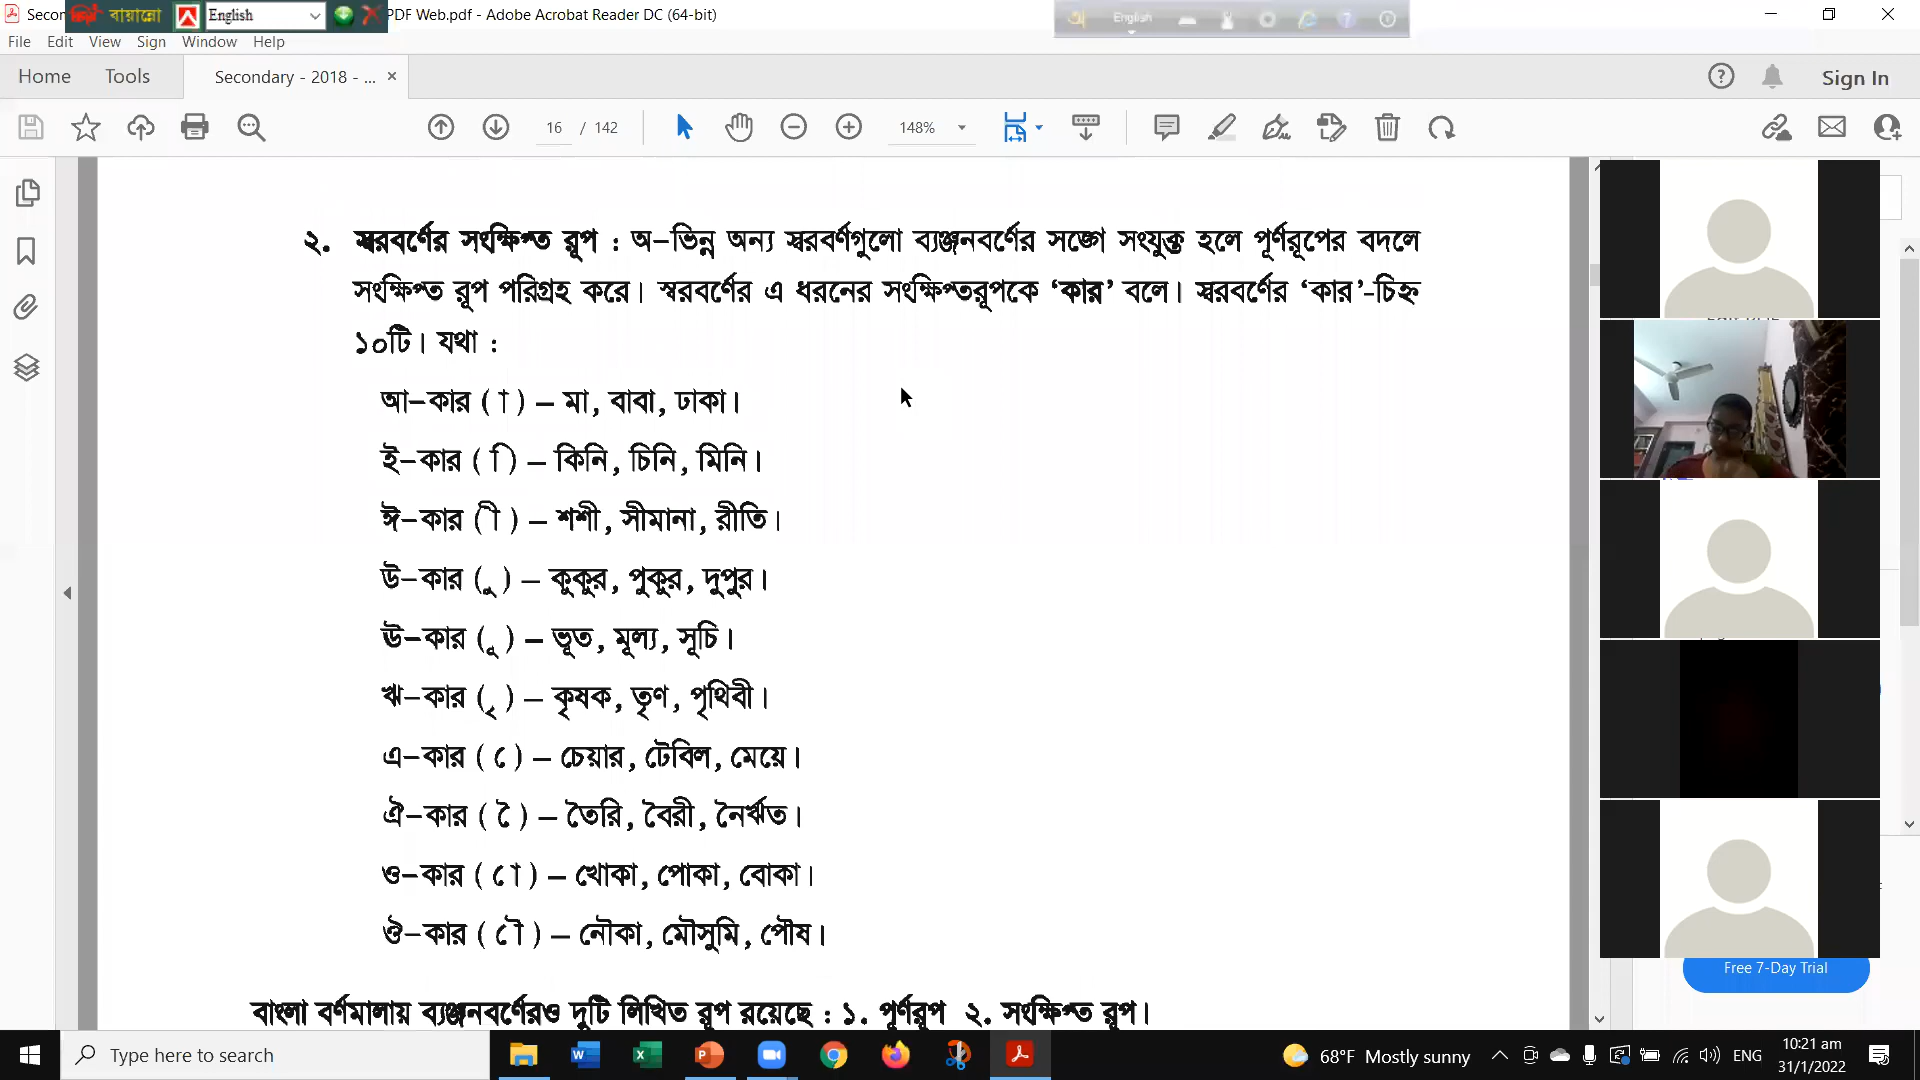 Secon বায়ান্নো English PDF Web.pdf - Adobe Acrobat Reader DC (64-bit) English
File Edit View Sign Window Help
Home Tools Secondary - 2018 - ... Sign In
16 / 142 148%
২. স্বরবর্ণের সংক্ষিপ্ত রূপ : অ-ভিন্ন অন্য স্বরবর্ণগুলো ব্যঞ্জনবর্ণের সঙ্গে সংযুক্ত হলে পূর্ণরূপের বদলে
সংক্ষিপ্ত রূপ পরিগ্রহ করে। স্বরবর্ণের এ ধরনের সংক্ষিপ্তরূপকে ‘কার’ বলে। স্বরবর্ণের ‘কার’-চিহ্ন
১০টি। যথা :
আ-কার ( া ) – মা, বাবা, ঢাকা।
ই-কার ( ি ) – কিনি, চিনি, মিনি।
ঈ-কার ( ী ) – শশী, সীমানা, রীতি।
উ-কার ( ু ) – কুকুর, পুকুর, দুপুর।
ঊ-কার ( ূ ) – ভূত, মূল্য, সূচি।
ঋ-কার ( ৃ ) – কৃষক, তৃণ, পৃথিবী।
এ-কার ( ে ) – চেয়ার, টেবিল, মেয়ে।
ঐ-কার ( ৈ ) – তৈরি, বৈরী, নৈর্ঋত।
ও-কার ( ো ) – খোকা, পোকা, বোকা।
ঔ-কার ( ৌ ) – নৌকা, মৌসুমি, পৌষ।
বাংলা বর্ণমালায় ব্যঞ্জনবর্ণেরও দুটি লিখিত রূপ রয়েছে : ১. পূর্ণরূপ ২. সংক্ষিপ্ত রূপ।
Free 7-Day Trial
Type here to search 68°F Mostly sunny ENG 10:21 am
31/1/2022